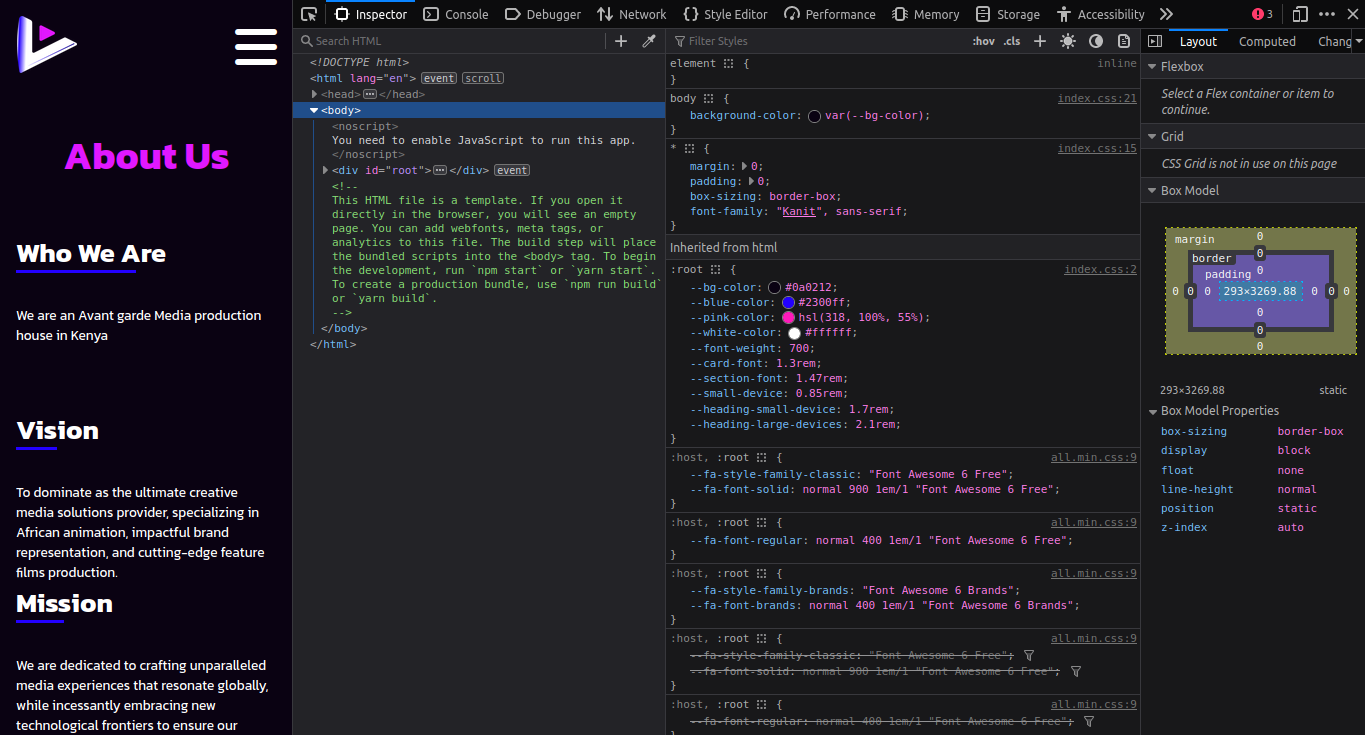 Inspector Console Debugger Network Style Editor Performance Memory Storage Accessibility 3
About Us
Who We Are
We are an Avant garde Media production
house in Kenya
Vision
To dominate as the ultimate creative
media solutions provider, specializing in
African animation, impactful brand
representation, and cutting-edge feature
films production.
Mission
We are dedicated to crafting unparalleled
media experiences that resonate globally,
while incessantly embracing new
technological frontiers to ensure our
Search HTML
<!DOCTYPE html>
<html lang="en"> event scroll
<head> </head>
<body>
<noscript>
You need to enable JavaScript to run this app.
</noscript>
<div id="root"> </div> event
<!--
This HTML file is a template. If you open it
directly in the browser, you will see an empty
page. You can add webfonts, meta tags, or
analytics to this file. The build step will place
the bundled scripts into the <body> tag. To begin
the development, run `npm start` or `yarn start`.
To create a production bundle, use `npm run build`
or `yarn build`.
-->
</body>
</html>
Filter Styles :hov .cls
element { inline
}
body { index.css:21
background-color: var(--bg-color);
}
* { index.css:15
margin: 0;
padding: 0;
box-sizing: border-box;
font-family: "Kanit", sans-serif;
}
Inherited from html
:root { index.css:2
--bg-color: #0a0212;
--blue-color: #2300ff;
--pink-color: hsl(318, 100%, 55%);
--white-color: #ffffff;
--font-weight: 700;
--card-font: 1.3rem;
--section-font: 1.47rem;
--small-device: 0.85rem;
--heading-small-device: 1.7rem;
--heading-large-devices: 2.1rem;
}
:host, :root { all.min.css:9
--fa-style-family-classic: "Font Awesome 6 Free";
--fa-font-solid: normal 900 1em/1 "Font Awesome 6 Free";
}
:host, :root { all.min.css:9
--fa-font-regular: normal 400 1em/1 "Font Awesome 6 Free";
}
:host, :root { all.min.css:9
--fa-style-family-brands: "Font Awesome 6 Brands";
--fa-font-brands: normal 400 1em/1 "Font Awesome 6 Brands";
}
:host, :root { all.min.css:9
--fa-style-family-classic: "Font Awesome 6 Free";
--fa-font-solid: normal 900 1em/1 "Font Awesome 6 Free";
}
:host, :root { all.min.css:9
--fa-font-regular: normal 400 1em/1 "Font Awesome 6 Free";
}
Layout Computed Chang
Flexbox
Select a Flex container or item to
continue.
Grid
CSS Grid is not in use on this page
Box Model
margin 0
border 0
padding 0
0 0 0 293×3269.88 0 0 0
0
0
0
293×3269.88 static
Box Model Properties
box-sizing border-box
display block
float none
line-height normal
position static
z-index auto